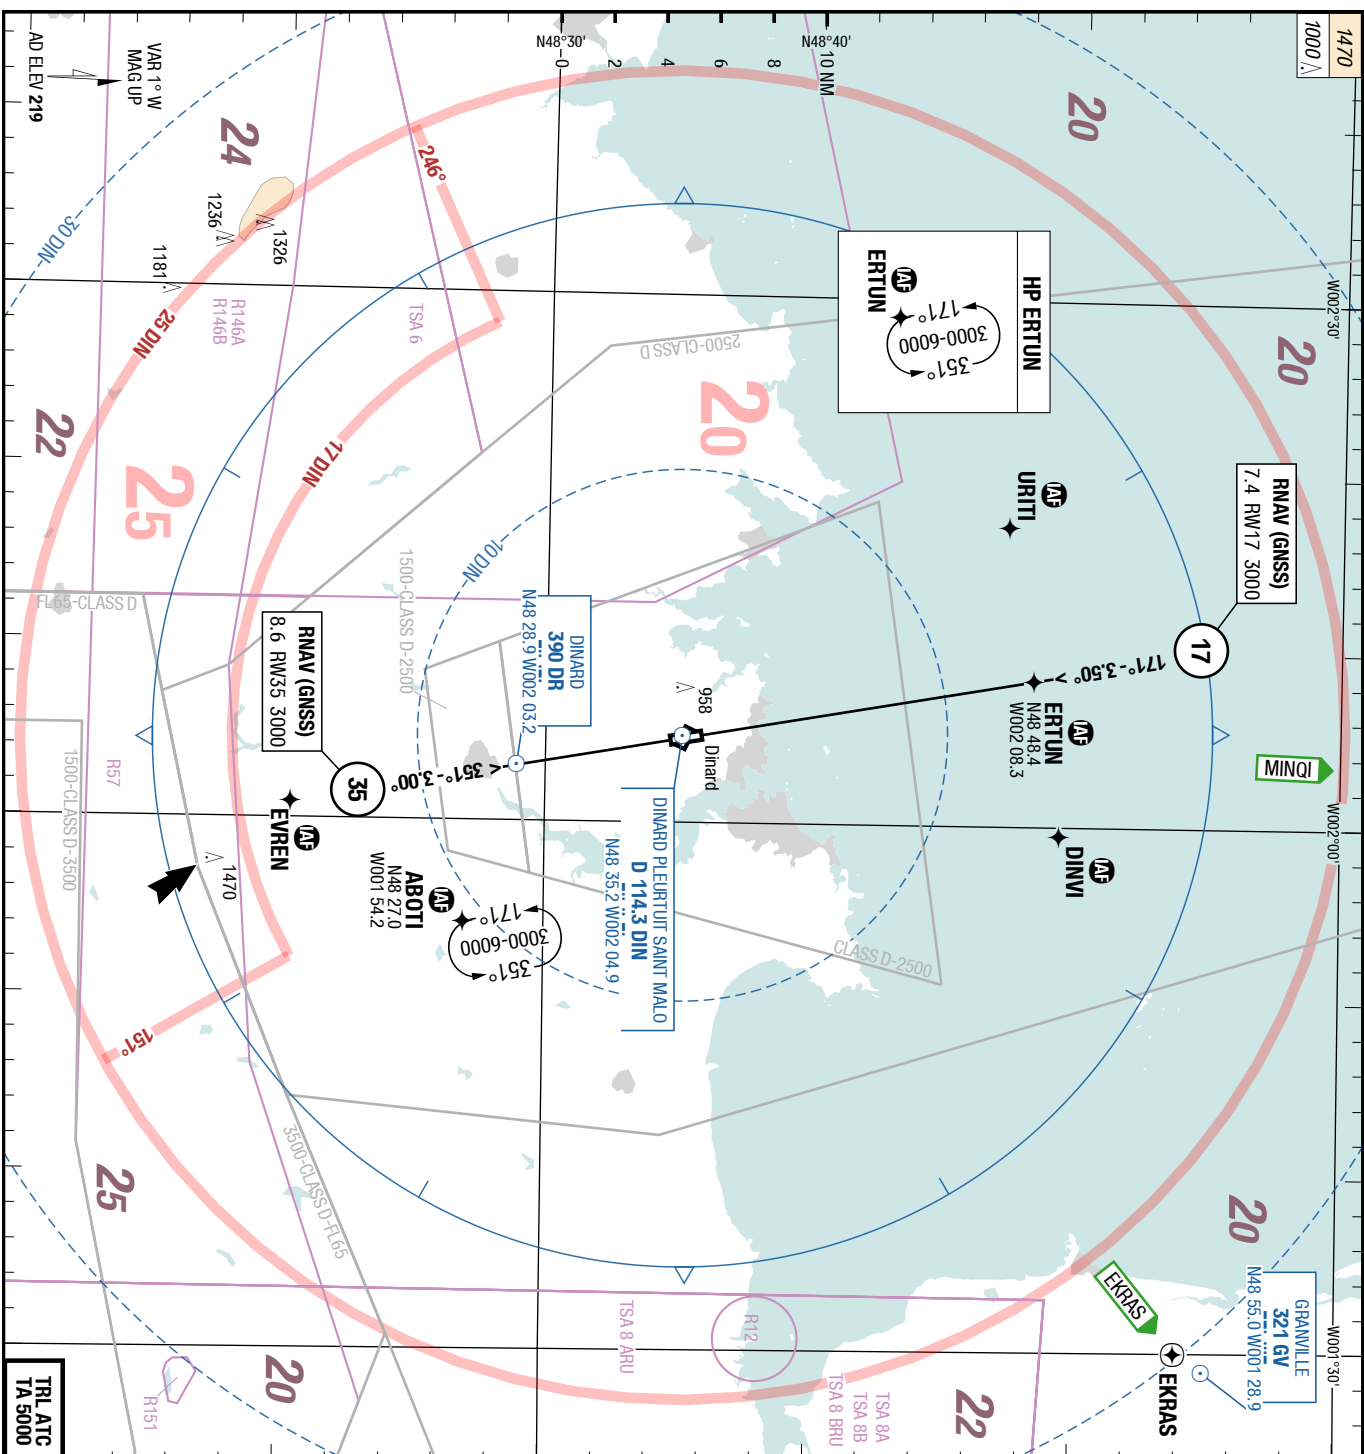 1470
1000
N48°30'
N48°40'
0
2
4
6
8
10 NM
VAR 1° W
MAG UP
AD ELEV 219
24
20
20
22
25
20
25
20
22
20
246°
151°
25 DIN
17 DIN
30 DIN
10 DIN
1236
1326
1181
R146A
R146B
TSA 6
2500-CLASS D
HP ERTUN
IAF
ERTUN
171°
3000-6000
351°
W002°30'
W002°00'
W001°30'
IAF
URITI
RNAV (GNSS)
7.4 RW17 3000
17
171°-3.50°
IAF
ERTUN
N48 48.4
W002 08.3
MINQI
IAF
DINVI
DINARD
390 DR
N48 28.9 W002 03.2
958
Dinard
DINARD PLEURTUIT SAINT MALO
D 114.3 DIN
N48 35.2 W002 04.9
1500-CLASS D-2500
CLASS D-2500
FL65-CLASS D
RNAV (GNSS)
8.6 RW35 3000
35
351°-3.00°
IAF
EVREN
IAF
ABOTI
N48 27.0
W001 54.2
171°
3000-6000
351°
1470
R57
1500-CLASS D-3500
3500-CLASS D-FL65
R151
TSA 8 ARU
R12
TSA 8A
TSA 8B
TSA 8 BRU
EKRAS
EKRAS
GRANVILLE
321 GV
N48 55.0 W001 28.9
TRL ATC
TA 5000